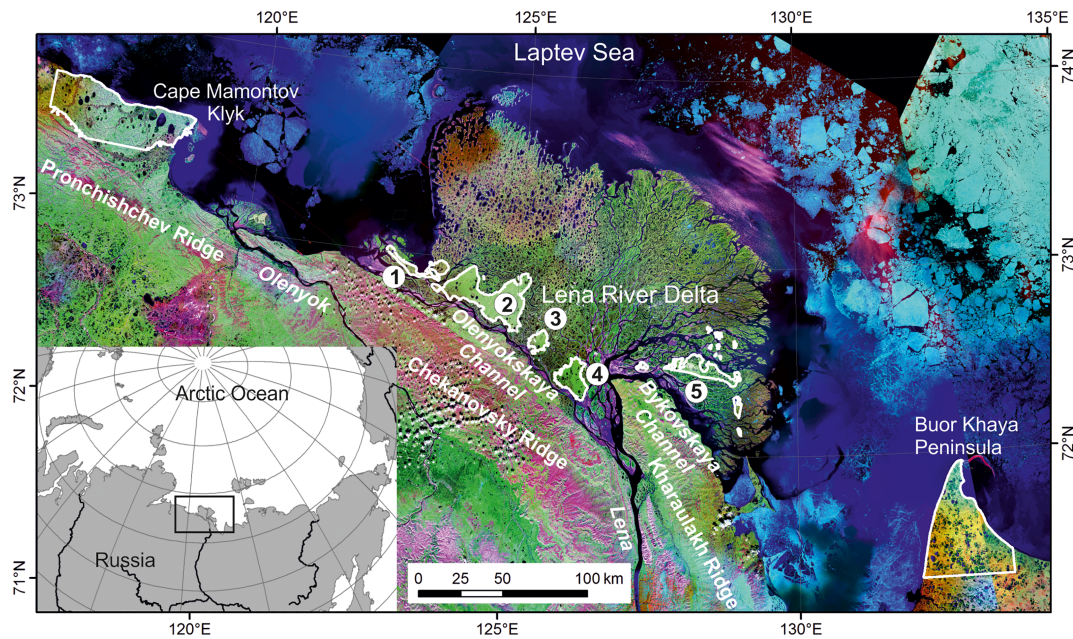 120°E
125°E
130°E
135°E
Laptev Sea
74°N
Cape Mamontov
Klyk
73°N
Pronchishchev Ridge
Olenyok
73°N
1
2
Lena River Delta
3
Olenyokskaya
Channel
4
5
72°N
Chekanovsky Ridge
Bykovskaya
Channel
Buor Khaya
Peninsula
72°N
Kharaulakh Ridge
Lena
Arctic Ocean
Russia
71°N
0
25
50
100 km
120°E
125°E
130°E